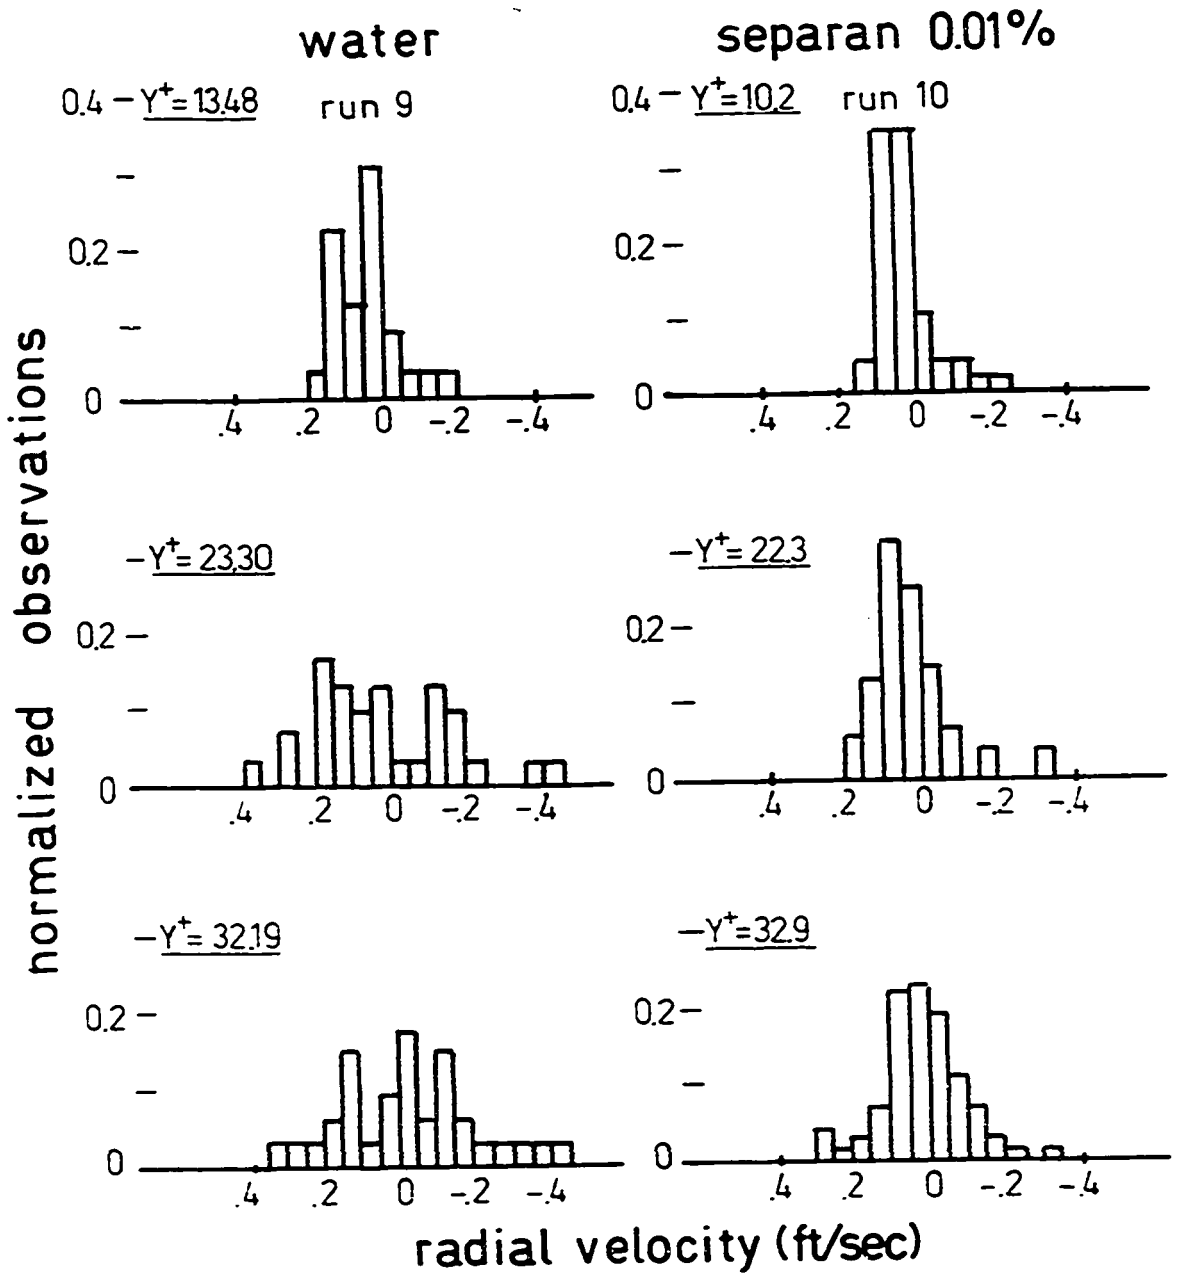 water
separan 0.01%
0.4 Y⁺=13.48 run 9
0.2
0
.4 .2 0 -.2 -.4
0.4 Y⁺=10.2 run 10
0.2
0
.4 .2 0 -.2 -.4
Y⁺= 23.30
0.2
0
.4 .2 0 -.2 -.4
Y⁺= 22.3
0.2
0
.4 .2 0 -.2 -.4
Y⁺= 32.19
0.2
0
.4 .2 0 -.2 -.4
Y⁺=32.9
0.2
0
.4 .2 0 -.2 -.4
normalized observations
radial velocity (ft/sec)